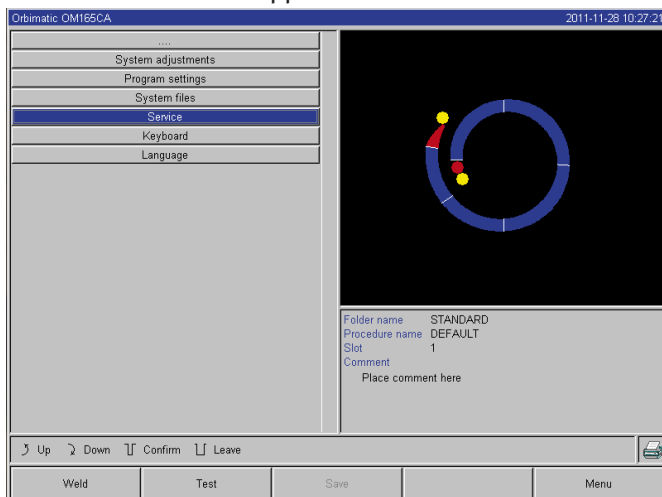 Orbimatic OM165CA 2011-11-28 10:27:21
....
System adjustments
Program settings
System files
Service
Keyboard
Language
Folder name STANDARD
Procedure name DEFAULT
Slot 1
Comment
Place comment here
Up Down Confirm Leave
Weld Test Save Menu